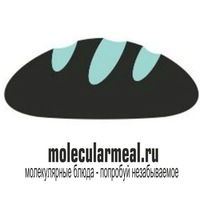 molecularmeal.ru
молекулярные блюда - попробуй незабываемое